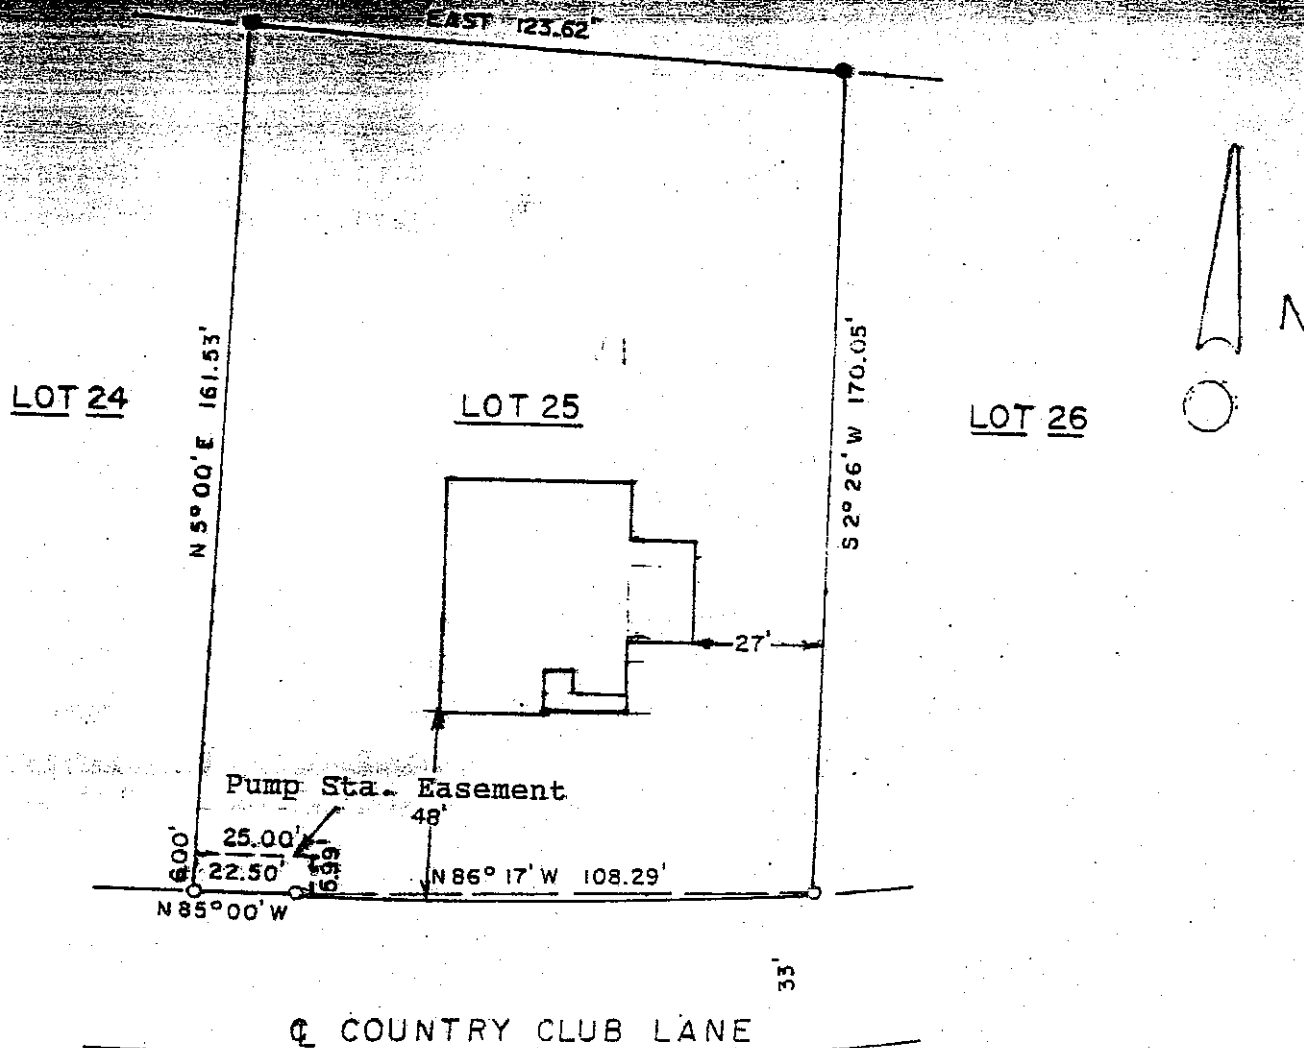 EAST 123.62"
N
N 5° 00' E 161.53'
S 2° 26' W 170.05'
LOT 24
LOT 25
LOT 26
27'
Pump Sta. Easement
48'
6.00'
25.00'
22.50'
6.99'
N 86° 17' W 108.29'
N 85° 00' W
33'
℄ COUNTRY CLUB LANE